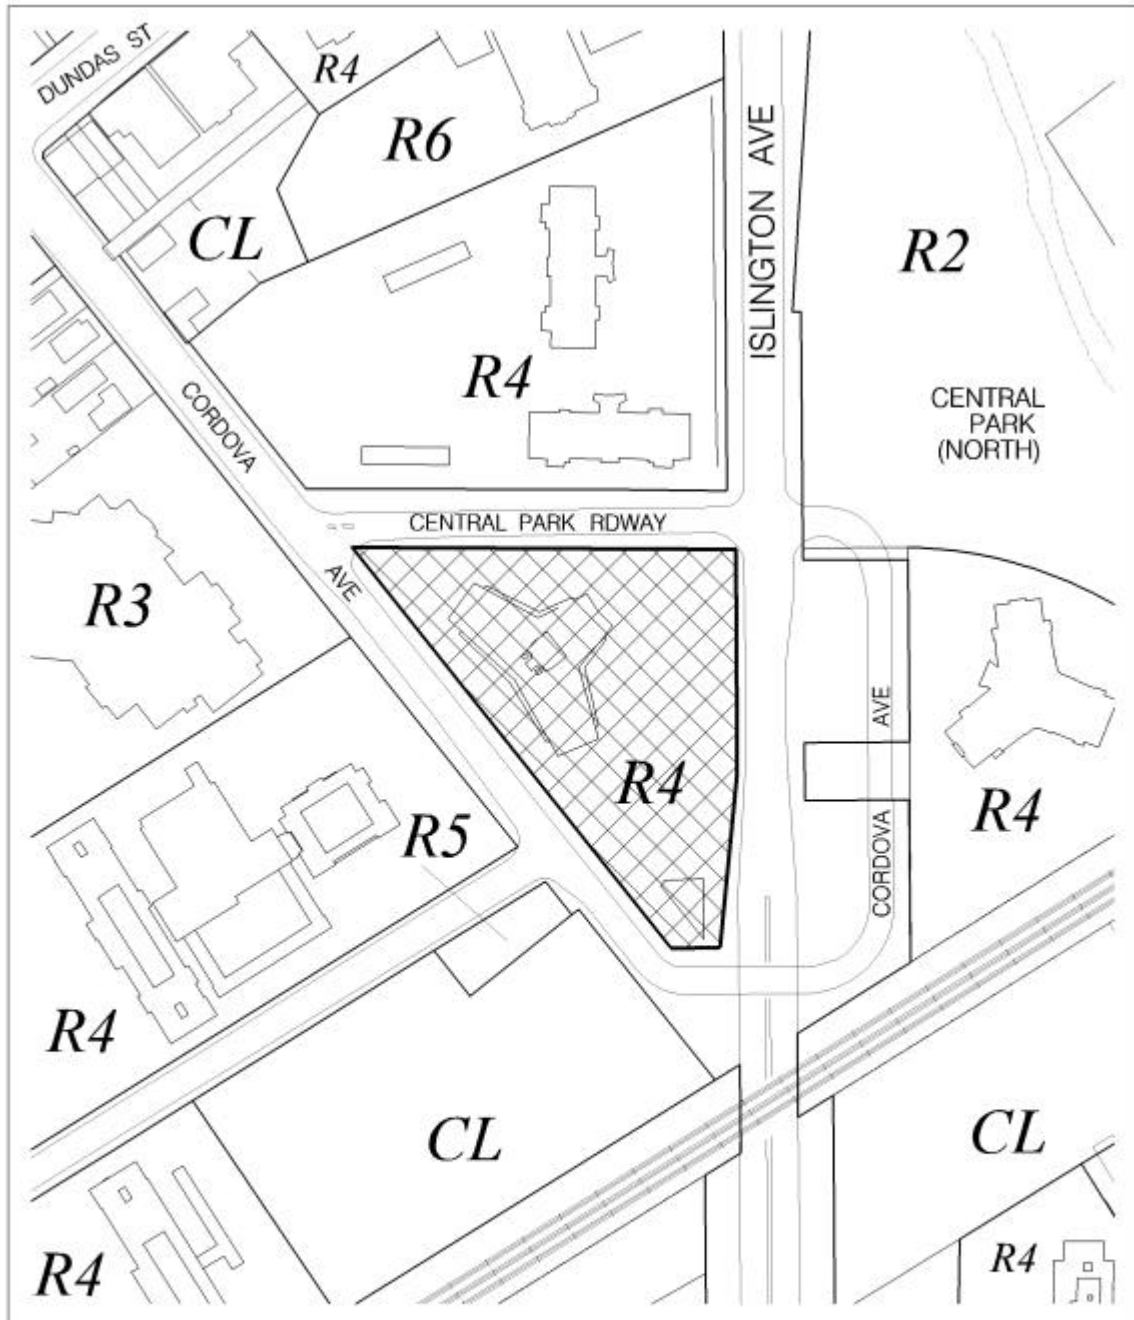 DUNDAS ST
R4
R6
ISLINGTON AVE
CL
R2
R4
CORDOVA
CENTRAL
PARK
(NORTH)
CENTRAL PARK RDWAY
AVE
R3
AVE
R4
R4
R5
CORDOVA
R4
CL
CL
R4
R4